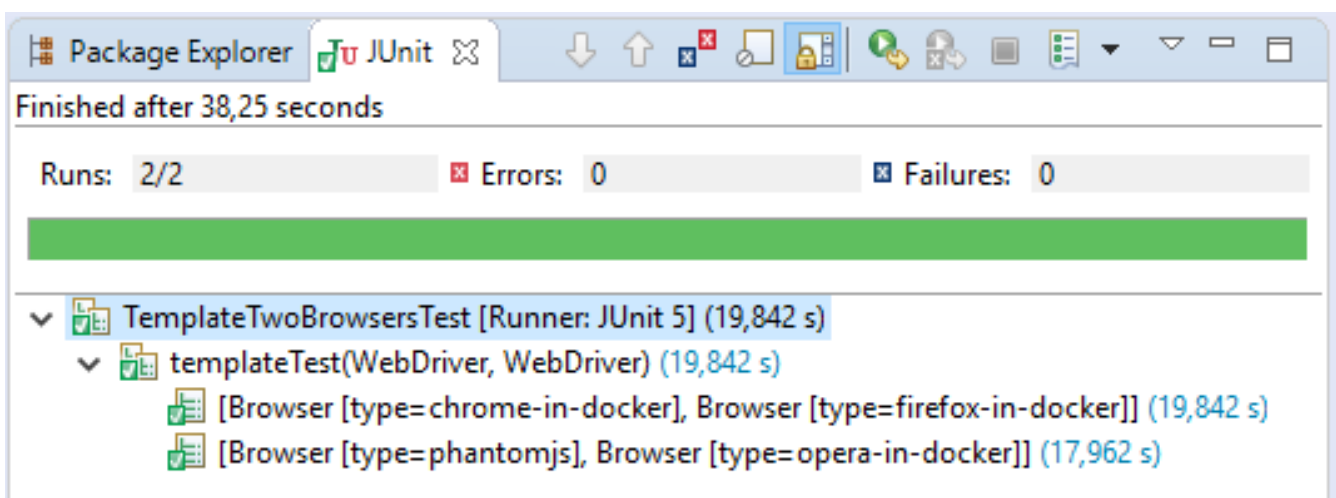 Package Explorer JUnit
Finished after 38,25 seconds
Runs: 2/2 Errors: 0 Failures: 0
TemplateTwoBrowsersTest [Runner: JUnit 5] (19,842 s)
templateTest(WebDriver, WebDriver) (19,842 s)
[Browser [type=chrome-in-docker], Browser [type=firefox-in-docker]] (19,842 s)
[Browser [type=phantomjs], Browser [type=opera-in-docker]] (17,962 s)